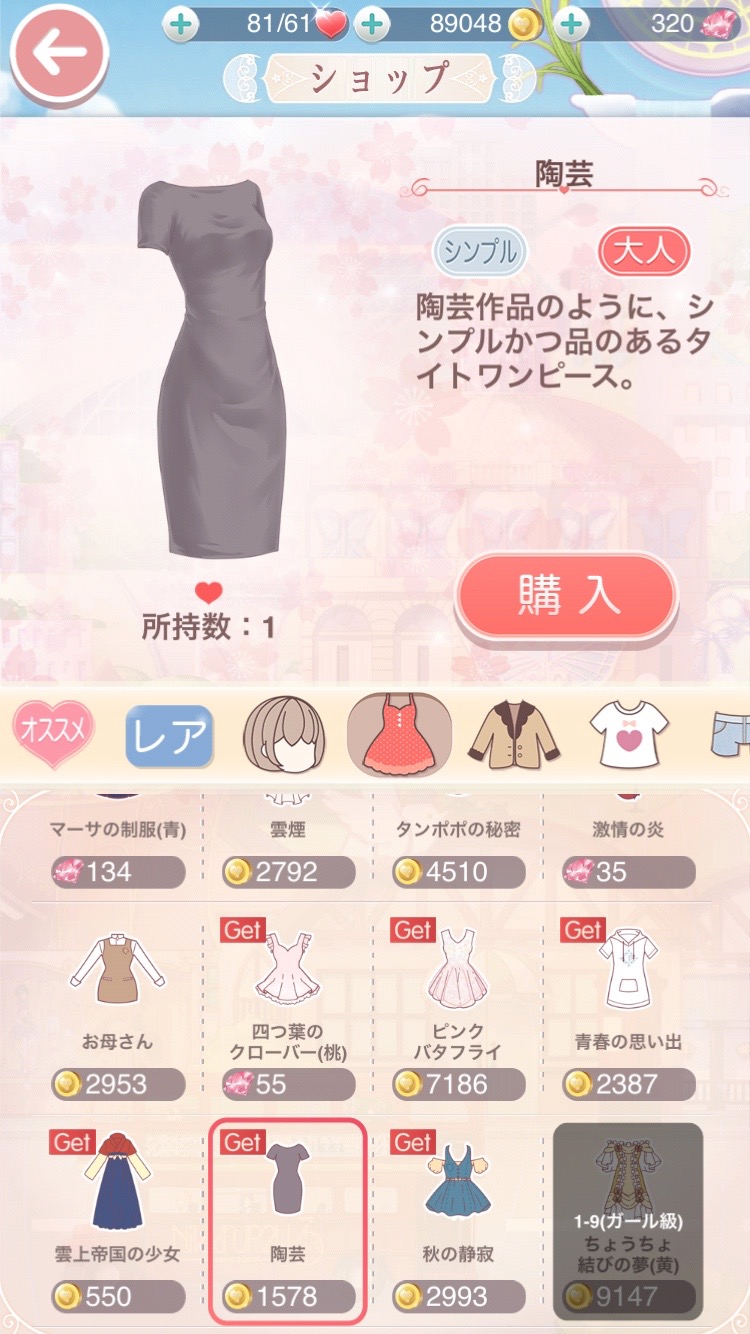 81/61
89048
320
ショップ
陶芸
シンプル
大人
陶芸作品のように、シ
ンプルかつ品のあるタ
イトワンピース。
所持数：1
購入
オススメ
レア
マーサの制服(青)
雲煙
タンポポの秘密
激情の炎
134
2792
4510
35
Get
Get
Get
お母さん
四つ葉の
クローバー(桃)
ピンク
バタフライ
青春の思い出
2953
55
7186
2387
Get
Get
Get
雲上帝国の少女
陶芸
秋の静寂
1-9(ガール級)
ちょうちょ
結びの夢(黄)
550
1578
2993
9147